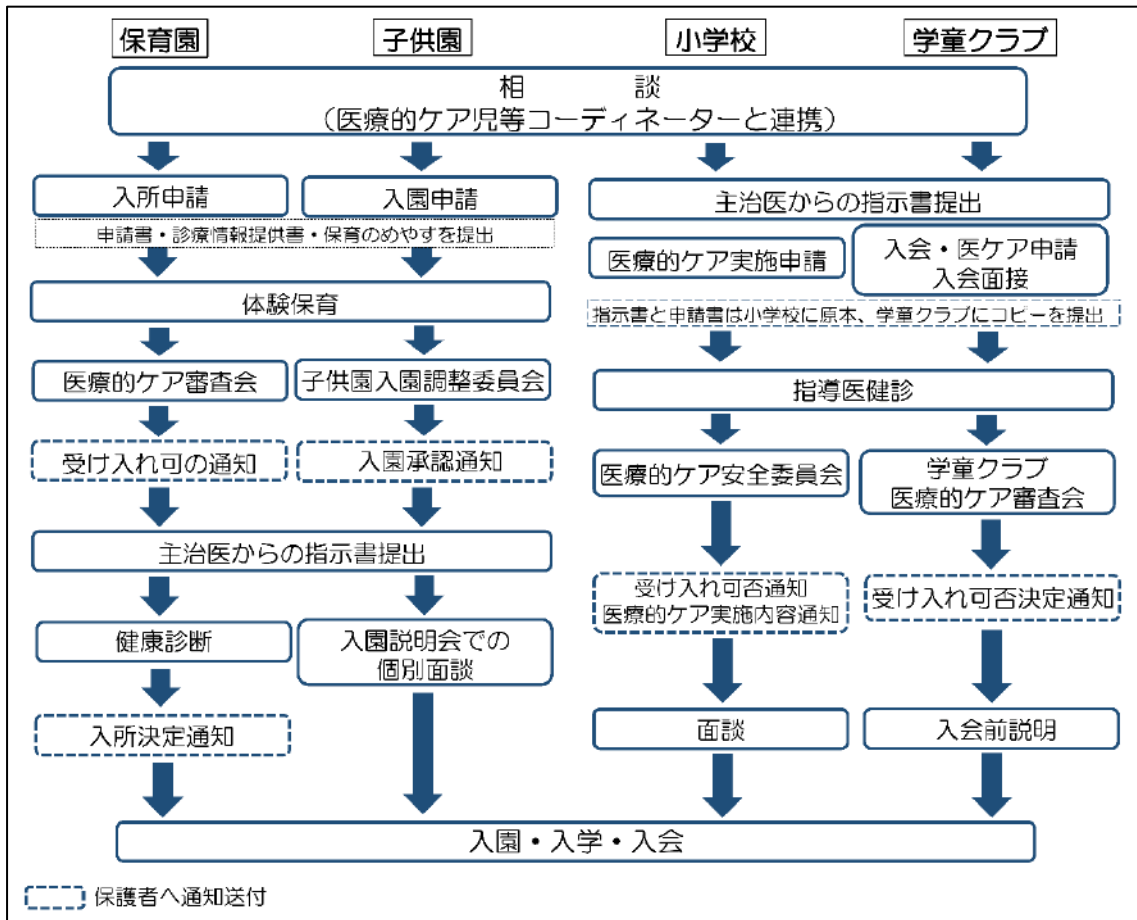 保育園
子供園
小学校
学童クラブ
相　談
（医療的ケア児等コーディネーターと連携）
入所申請
入園申請
主治医からの指示書提出
申請書・診療情報提供書・保育のめやすを提出
医療的ケア実施申請
入会・医ケア申請
入会面接
体験保育
指示書と申請書は小学校に原本、学童クラブにコピーを提出
医療的ケア審査会
子供園入園調整委員会
指導医健診
受け入れ可の通知
入園承認通知
医療的ケア安全委員会
学童クラブ
医療的ケア審査会
主治医からの指示書提出
受け入れ可否通知
医療的ケア実施内容通知
受け入れ可否決定通知
健康診断
入園説明会での
個別面談
入所決定通知
面談
入会前説明
入園・入学・入会
保護者へ通知送付